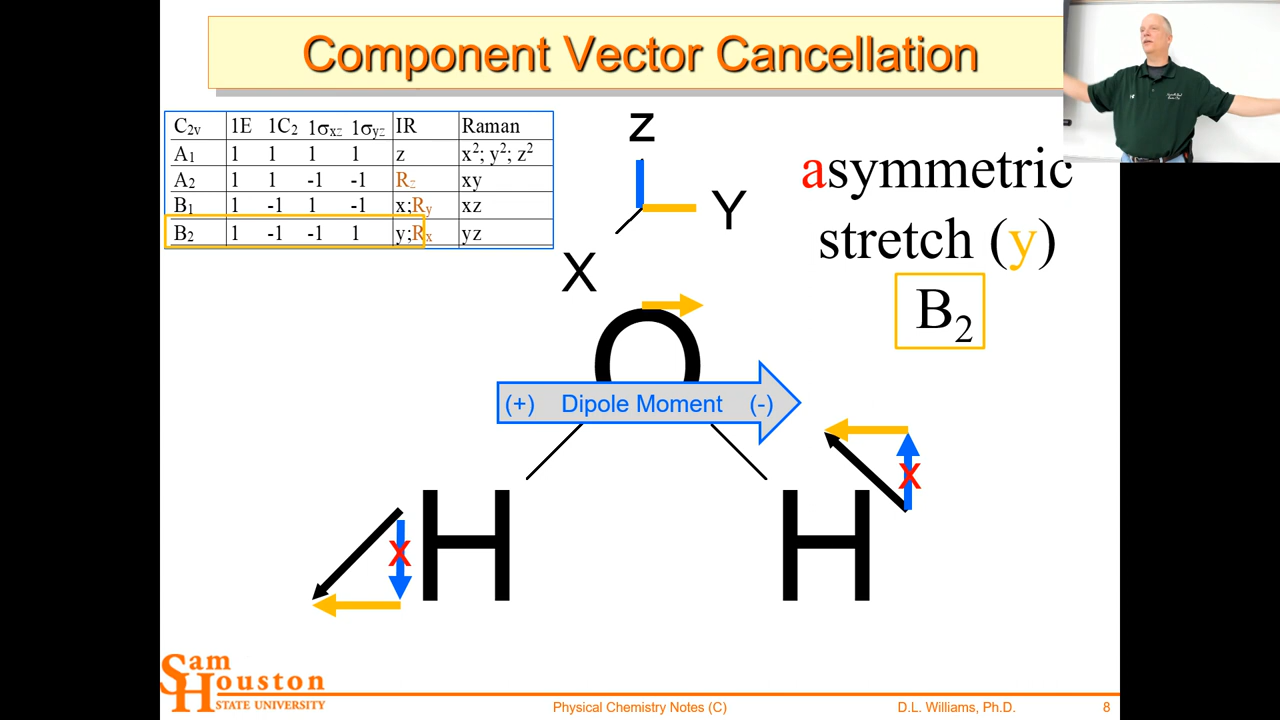 Component Vector Cancellation
C₂ᵥ 1E 1C₂ 1σxz 1σyz IR Raman
A₁ 1 1 1 1 z x²; y²; z²
A₂ 1 1 -1 -1 Rz xy
B₁ 1 -1 1 -1 x;Ry xz
B₂ 1 -1 -1 1 y;Rx yz
Z
Y
X
asymmetric
stretch (y)
B₂
O
(+) Dipole Moment (-)
X
X
H H
Sam
Houston
STATE UNIVERSITY
Physical Chemistry Notes (C) D.L. Williams, Ph.D. 8